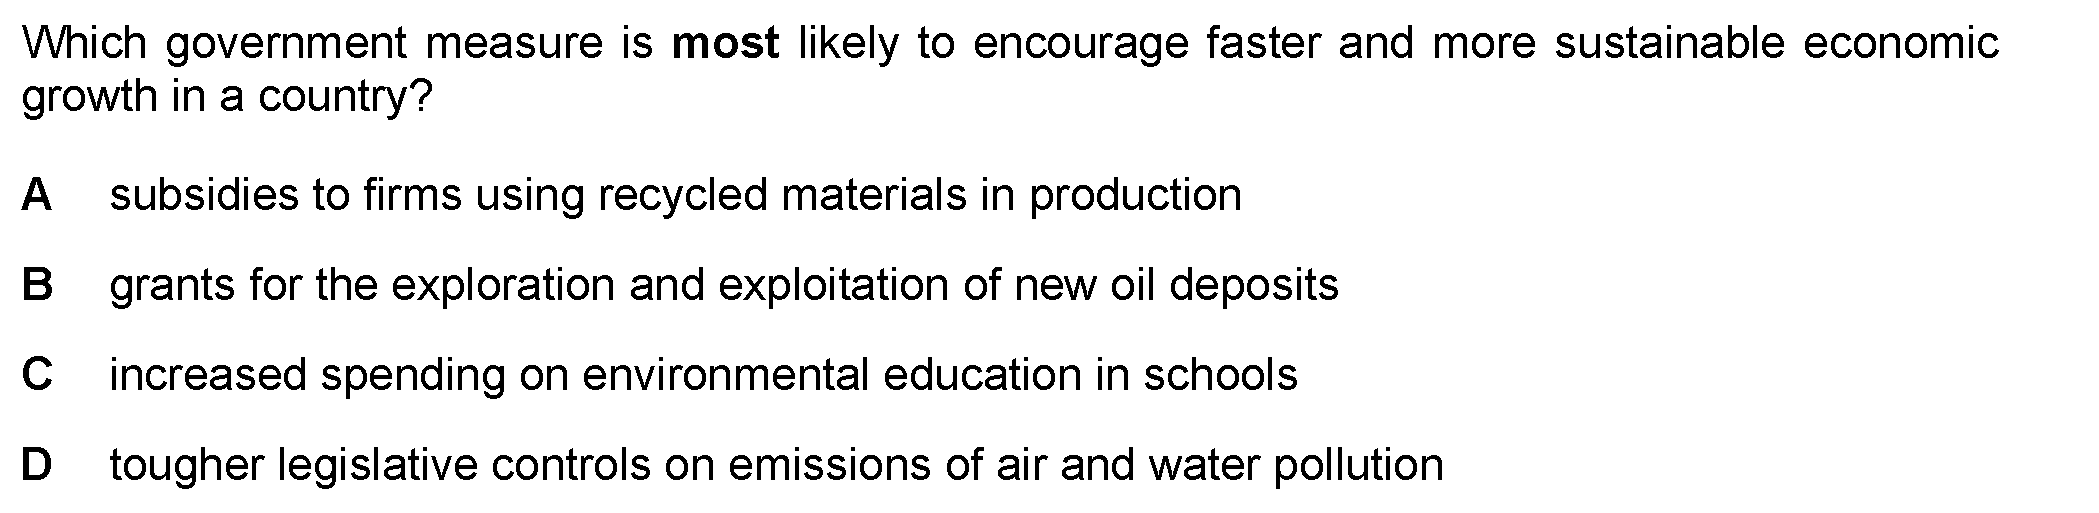 Which government measure is most likely to encourage faster and more sustainable economic
growth in a country?
A subsidies to firms using recycled materials in production
B grants for the exploration and exploitation of new oil deposits
C increased spending on environmental education in schools
D tougher legislative controls on emissions of air and water pollution